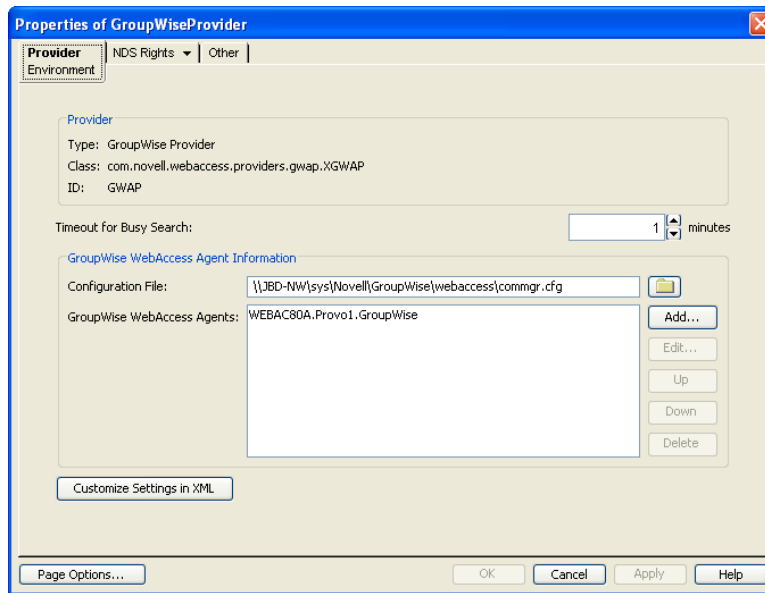 Properties of GroupWiseProvider
Provider NDS Rights Other
Environment
Provider
Type: GroupWise Provider
Class: com.novell.webaccess.providers.gwap.XGWAP
ID: GWAP
Timeout for Busy Search: 1 minutes
GroupWise WebAccess Agent Information
Configuration File: \\JBD-NW\sys\Novell\GroupWise\webaccess\commgr.cfg
GroupWise WebAccess Agents: WEBAC80A.Provo1.GroupWise
Add...
Edit...
Up
Down
Delete
Customize Settings in XML
Page Options... OK Cancel Apply Help